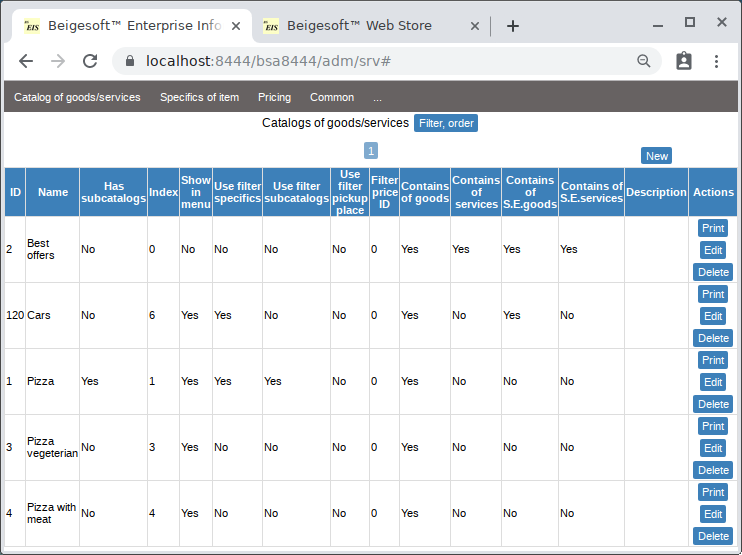 Beigesoft™ Enterprise Info
Beigesoft™ Web Store
localhost:8444/bsa8444/adm/srv#
Catalog of goods/services Specifics of item Pricing Common ...
Catalogs of goods/services Filter, order
1
New
ID Name Has subcatalogs Index Show in menu Use filter specifics Use filter subcatalogs Use filter pickup place Filter price ID Contains of goods Contains of services Contains of S.E.goods Contains of S.E.services Description Actions
2 Best offers No 0 No No No No 0 Yes Yes Yes Yes Print Edit Delete
120 Cars No 6 Yes Yes No No 0 Yes No Yes No Print Edit Delete
1 Pizza Yes 1 Yes Yes Yes No 0 Yes No No No Print Edit Delete
3 Pizza vegeterian No 3 Yes No No No 0 Yes No No No Print Edit Delete
4 Pizza with meat No 4 Yes No No No 0 Yes No No No Print Edit Delete